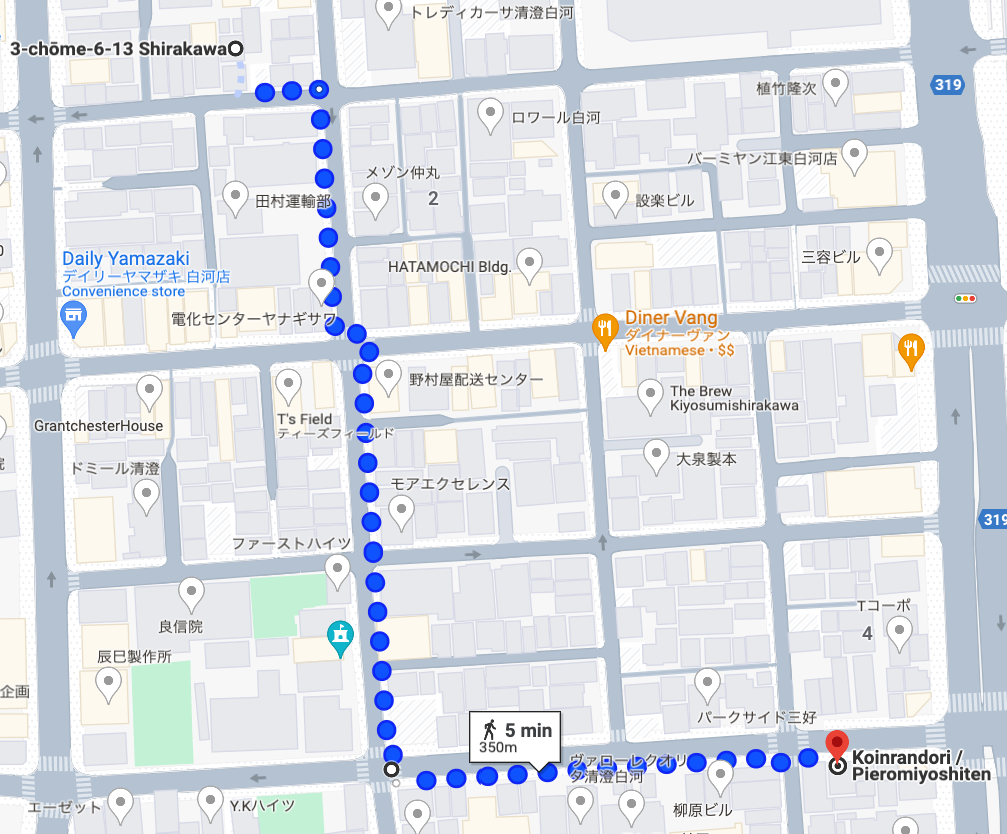 トレディカーサ清澄白河
3-chōme-6-13 Shirakawa
319
植竹隆次
ロワール白河
バーミヤン江東白河店
メゾン仲丸
2
田村運輸部
設楽ビル
三容ビル
Daily Yamazaki
デイリーヤマザキ 白河店
Convenience store
HATAMOCHI Bldg.
電化センターヤナギサワ
Diner Vang
ダイナーヴァン
Vietnamese・$$
野村屋配送センター
The Brew
Kiyosumishirakawa
T's Field
ティーズフィールド
GrantchesterHouse
ドミール清澄
大泉製本
モアエクセレンス
319
ファーストハイツ
良信院
Tコーポ
4
辰巳製作所
企画
パークサイド三好
5 min
350m
ヴァローレクオリ
タ清澄白河
Koinrandori /
Pieromiyoshiten
エーゼット
Y.Kハイツ
柳原ビル